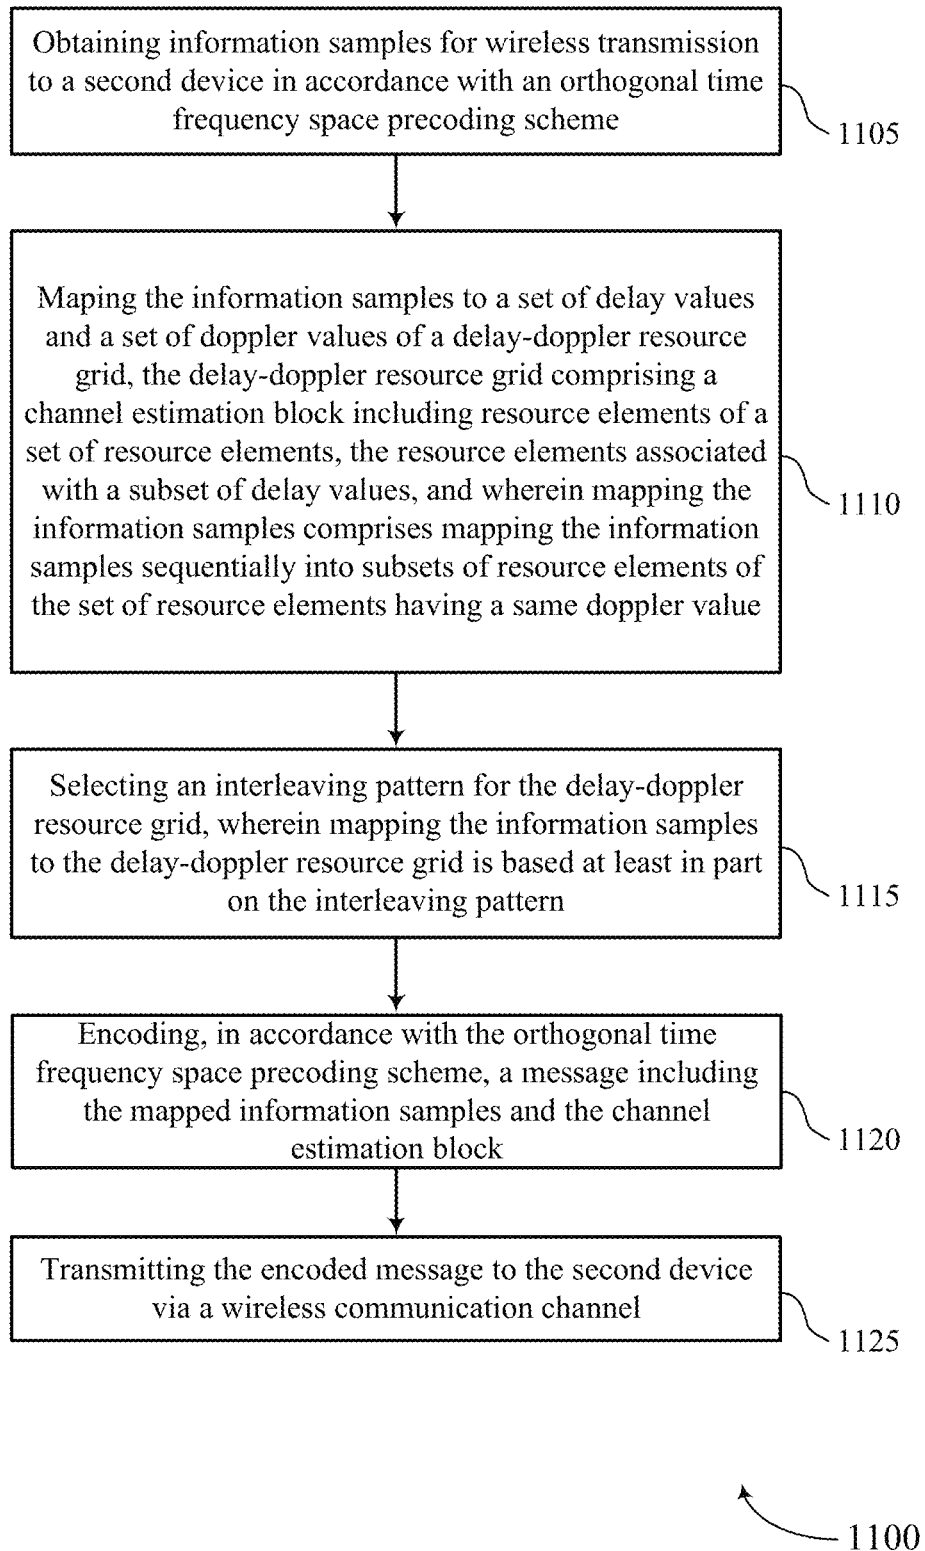 Obtaining information samples for wireless transmission
to a second device in accordance with an orthogonal time
frequency space precoding scheme
1105
Maping the information samples to a set of delay values
and a set of doppler values of a delay-doppler resource
grid, the delay-doppler resource grid comprising a
channel estimation block including resource elements of a
set of resource elements, the resource elements associated
with a subset of delay values, and wherein mapping the
information samples comprises mapping the information
samples sequentially into subsets of resource elements of
the set of resource elements having a same doppler value
1110
Selecting an interleaving pattern for the delay-doppler
resource grid, wherein mapping the information samples
to the delay-doppler resource grid is based at least in part
on the interleaving pattern
1115
Encoding, in accordance with the orthogonal time
frequency space precoding scheme, a message including
the mapped information samples and the channel
estimation block
1120
Transmitting the encoded message to the second device
via a wireless communication channel
1125
1100